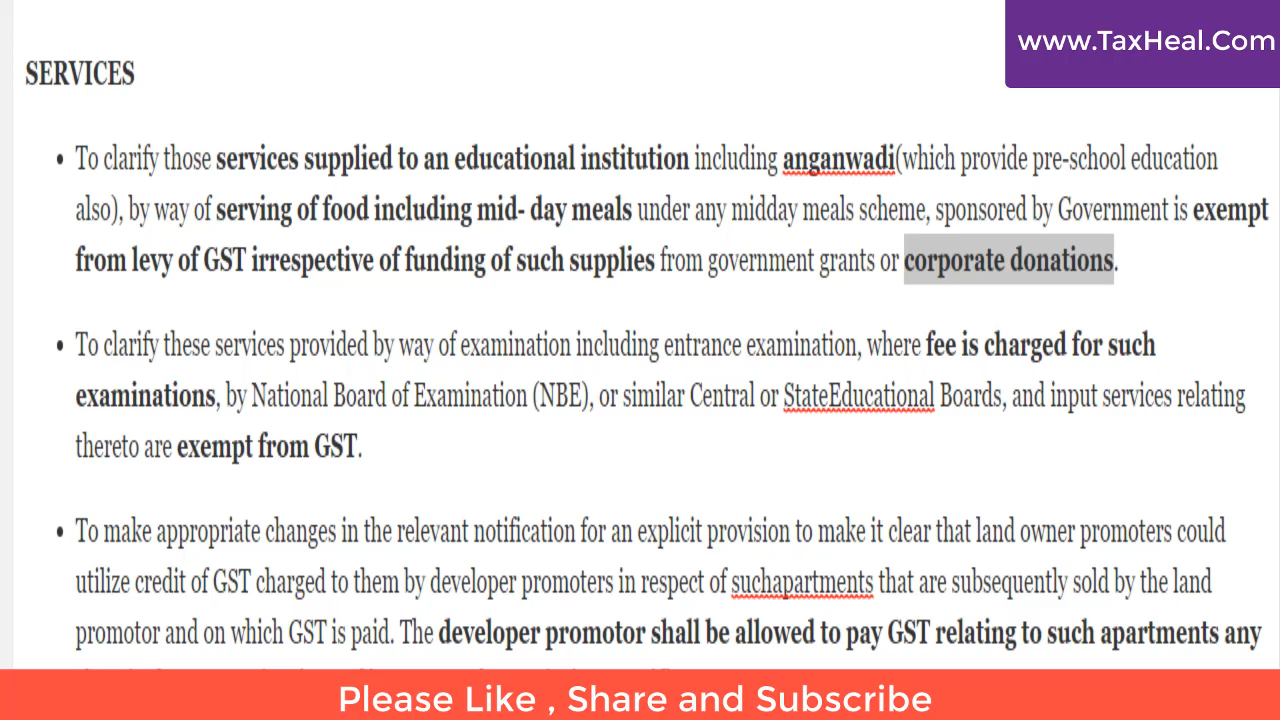 www.TaxHeal.Com
SERVICES
• To clarify those services supplied to an educational institution including anganwadi(which provide pre-school education
also), by way of serving of food including mid- day meals under any midday meals scheme, sponsored by Government is exempt
from levy of GST irrespective of funding of such supplies from government grants or corporate donations.
• To clarify these services provided by way of examination including entrance examination, where fee is charged for such
examinations, by National Board of Examination (NBE), or similar Central or StateEducational Boards, and input services relating
thereto are exempt from GST.
• To make appropriate changes in the relevant notification for an explicit provision to make it clear that land owner promoters could
utilize credit of GST charged to them by developer promoters in respect of suchapartments that are subsequently sold by the land
promotor and on which GST is paid. The developer promotor shall be allowed to pay GST relating to such apartments any
Please Like , Share and Subscribe